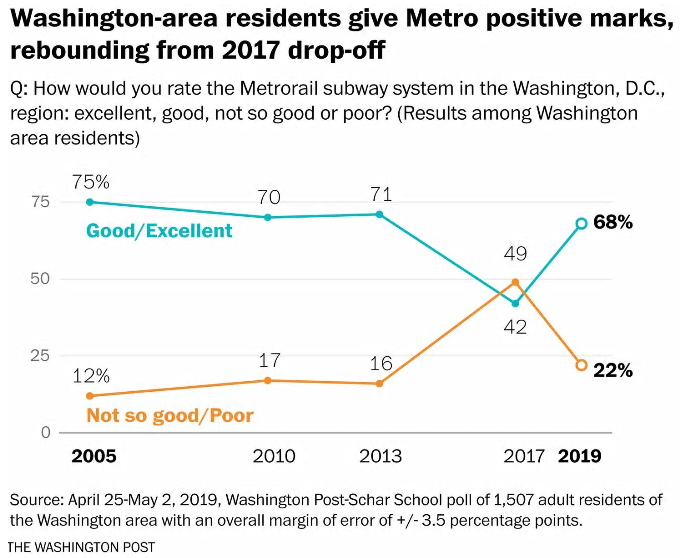 Washington-area residents give Metro positive marks,
rebounding from 2017 drop-off
Q: How would you rate the Metrorail subway system in the Washington, D.C.,
region: excellent, good, not so good or poor? (Results among Washington
area residents)
75%
70
71
75
Good/Excellent
68%
49
50
42
25
12%
17
16
22%
Not so good/Poor
0
2005 2010 2013 2017 2019
Source: April 25-May 2, 2019, Washington Post-Schar School poll of 1,507 adult residents of
the Washington area with an overall margin of error of +/- 3.5 percentage points.
THE WASHINGTON POST